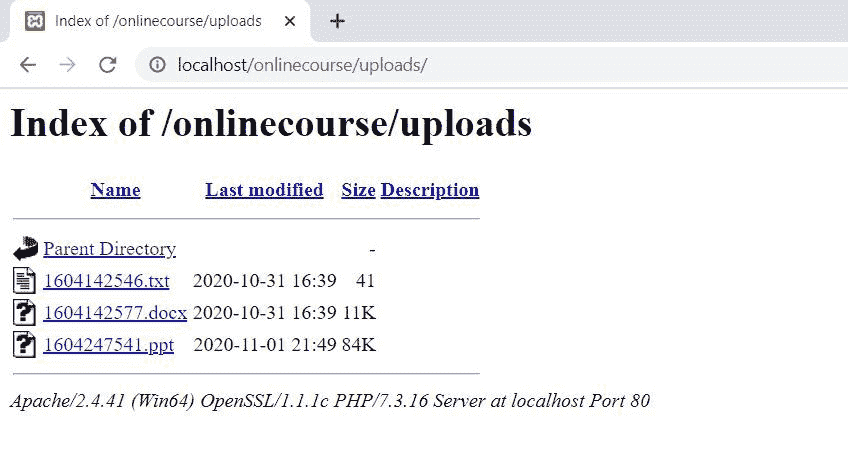 Index of /onlinecourse/uploads
localhost/onlinecourse/uploads/
Index of /onlinecourse/uploads
Name Last modified Size Description
Parent Directory -
1604142546.txt 2020-10-31 16:39 41
1604142577.docx 2020-10-31 16:39 11K
1604247541.ppt 2020-11-01 21:49 84K
Apache/2.4.41 (Win64) OpenSSL/1.1.1c PHP/7.3.16 Server at localhost Port 80